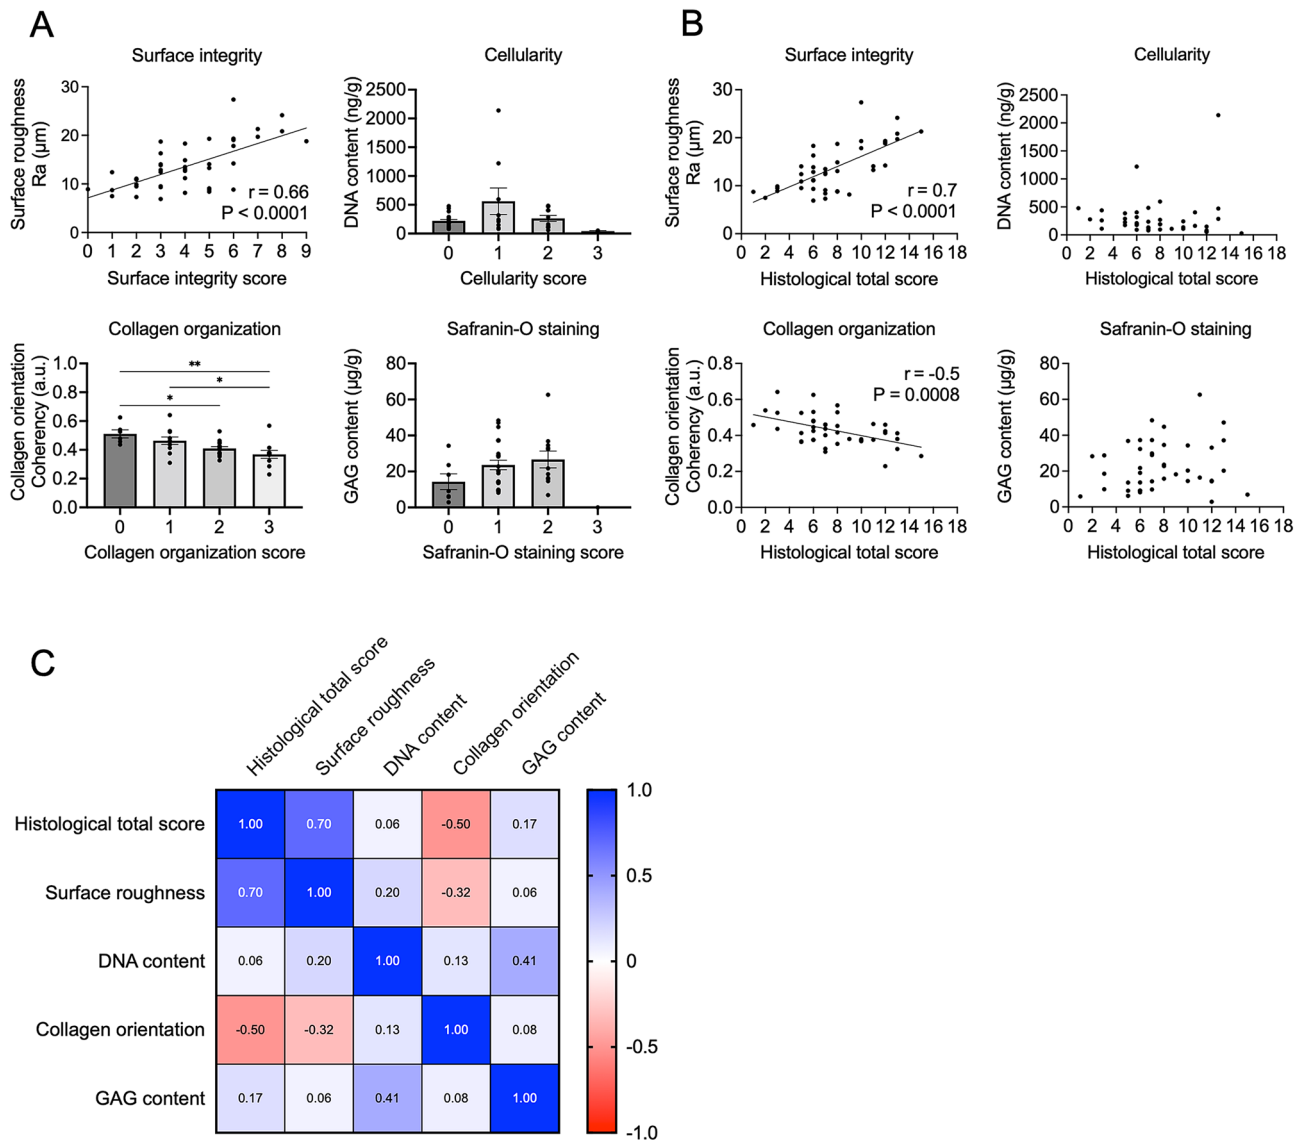 A
Surface integrity
Surface roughness
Ra (μm)
30
20
10
0
r = 0.66
P < 0.0001
0 1 2 3 4 5 6 7 8 9
Surface integrity score
Cellularity
DNA content (ng/g)
2500
2000
1500
1000
500
0
0 1 2 3
Cellularity score
B
Surface integrity
Surface roughness
Ra (μm)
30
20
10
0
r = 0.7
P < 0.0001
0 2 4 6 8 10 12 14 16 18
Histological total score
Cellularity
DNA content (ng/g)
2500
2000
1500
1000
500
0
0 2 4 6 8 10 12 14 16 18
Histological total score
Collagen organization
Collagen orientation
Coherency (a.u.)
1.0
0.8
0.6
0.4
0.2
0.0
**
*
*
0 1 2 3
Collagen organization score
Safranin-O staining
GAG content (μg/g)
80
60
40
20
0
0 1 2 3
Safranin-O staining score
Collagen organization
Collagen orientation
Coherency (a.u.)
0.8
0.6
0.4
0.2
0.0
r = -0.5
P = 0.0008
0 2 4 6 8 10 12 14 16 18
Histological total score
Safranin-O staining
GAG content (μg/g)
80
60
40
20
0
0 2 4 6 8 10 12 14 16 18
Histological total score
C
Histological total score
Surface roughness
DNA content
Collagen orientation
GAG content
Histological total score 1.00 0.70 0.06 -0.50 0.17
Surface roughness 0.70 1.00 0.20 -0.32 0.06
DNA content 0.06 0.20 1.00 0.13 0.41
Collagen orientation -0.50 -0.32 0.13 1.00 0.08
GAG content 0.17 0.06 0.41 0.08 1.00
1.0
0.5
0
-0.5
-1.0